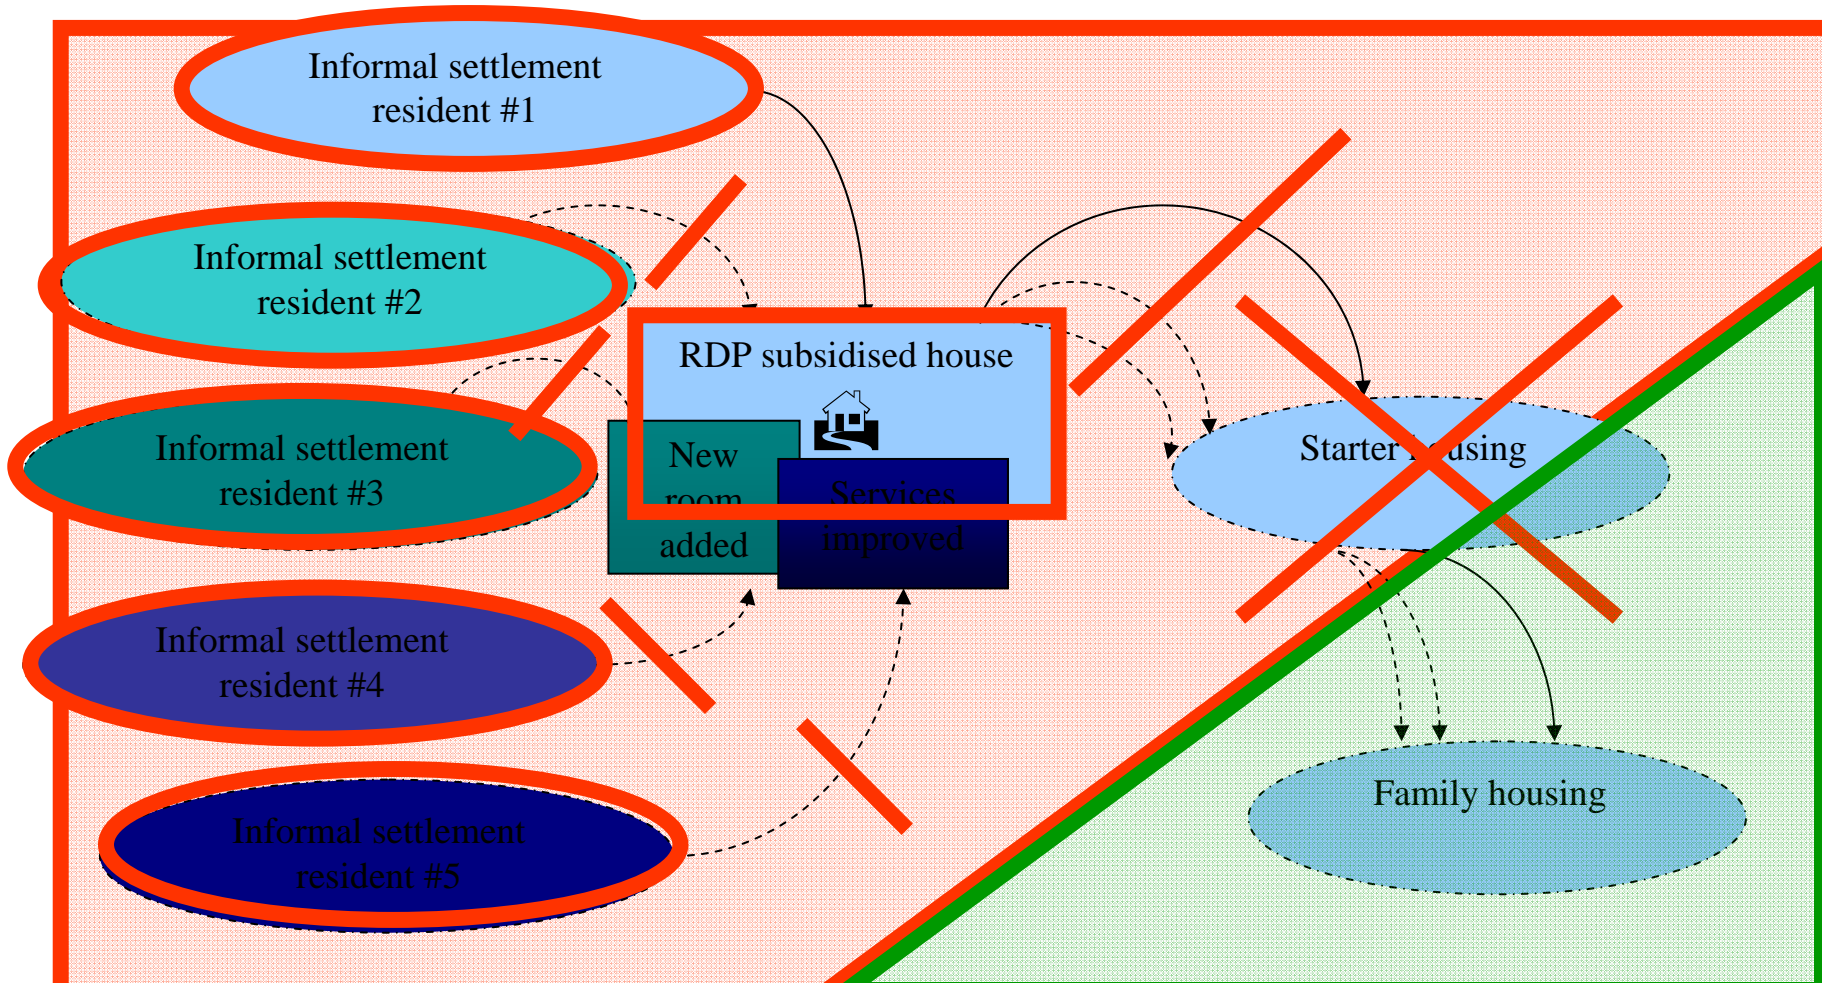 Informal settlement
resident #1
Informal settlement
resident #2
Informal settlement
resident #3
Informal settlement
resident #4
Informal settlement
resident #5
RDP subsidised house
New
room
added
Services
improved
Starter housing
Family housing